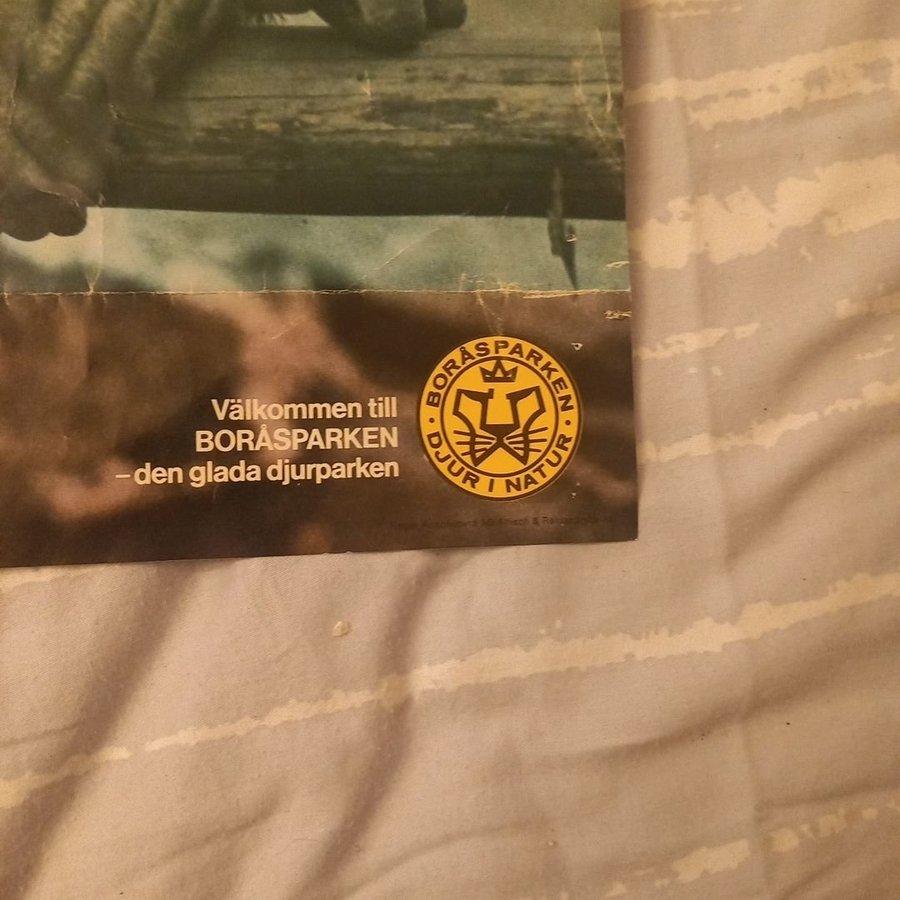 Välkommen till
BORÅSPARKEN
– den glada djurparken
BORÅSPARKEN
· DJUR I NATUR ·